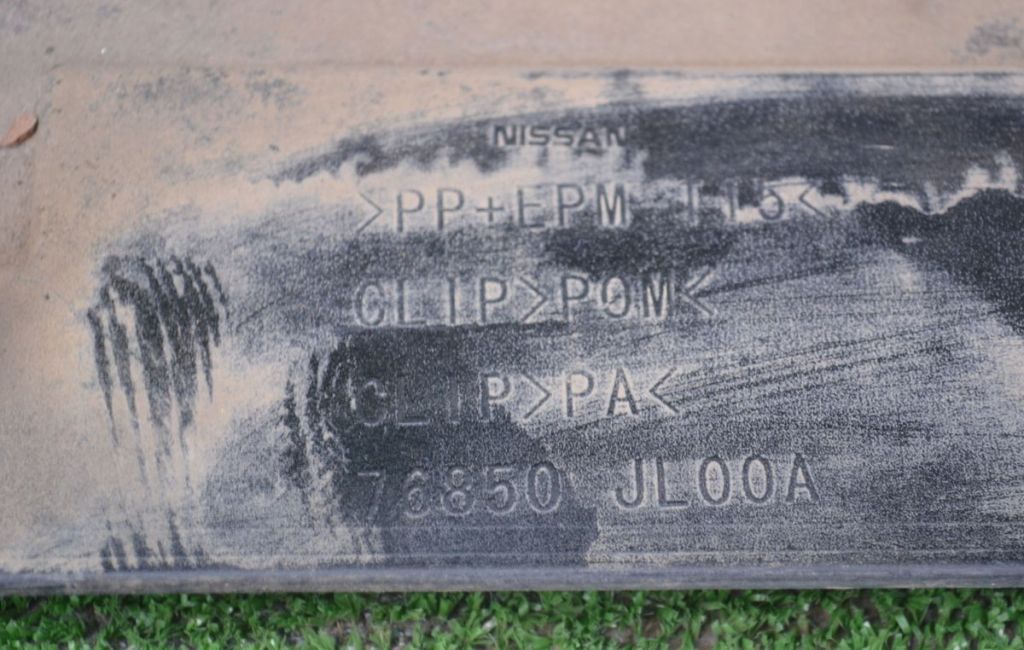 NISSAN
>PP+EPM T15<
CLIP>POM<
CLIP>PA<
76850 JL00A